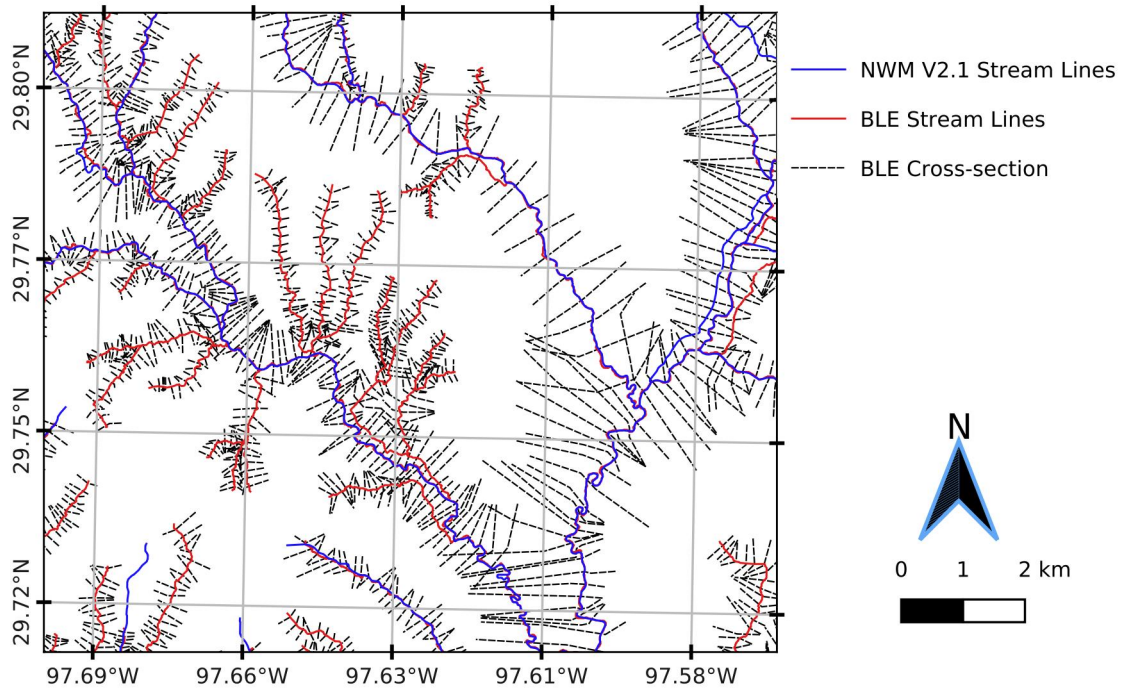 29.80°N
29.77°N
29.75°N
29.72°N
97.69°W
97.66°W
97.63°W
97.61°W
97.58°W
NWM V2.1 Stream Lines
BLE Stream Lines
BLE Cross-section
N
0 1 2 km